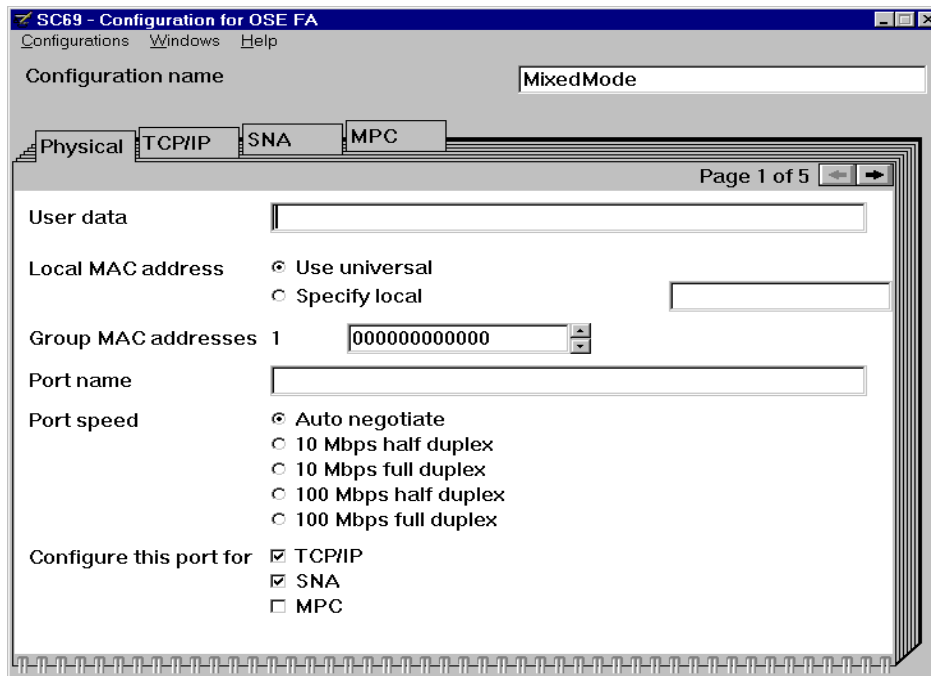 SC69 - Configuration for OSE FA
Configurations Windows Help
Configuration name MixedMode
Physical TCP/IP SNA MPC
Page 1 of 5
User data
Local MAC address Use universal
Specify local
Group MAC addresses 1 000000000000
Port name
Port speed Auto negotiate
10 Mbps half duplex
10 Mbps full duplex
100 Mbps half duplex
100 Mbps full duplex
Configure this port for TCP/IP
SNA
MPC